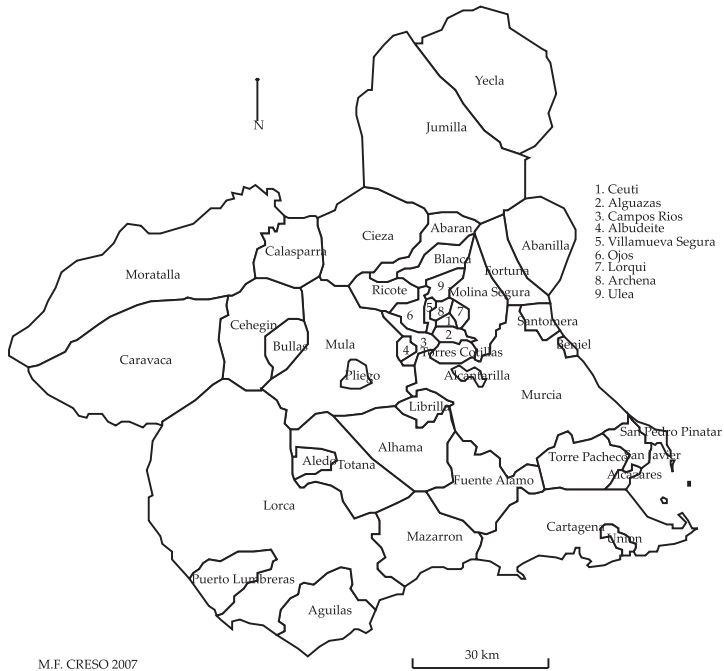 Yecla
N
Jumilla
1. Ceuti
2. Alguazas
3. Campos Rios
4. Albudeite
5. Villamueva Segura
6. Ojos
7. Lorqui
8. Archena
9. Ulea
Abaran
Cieza
Abanilla
Calasparra
Blanca
Fortuna
Moratalla
Ricote
9
Molina Segura
5
8
7
6
1
Santomera
Cehegin
2
Bullas
Mula
3
Beniel
4
Torres Cotillas
Caravaca
Pliego
Alcantarilla
Murcia
Librilla
San Pedro Pinatar
Alhama
San Javier
Torre Pacheco
Aledo
Totana
Alcazares
Fuente Alamo
Lorca
Cartagena
Mazarron
Union
Puerto Lumbreras
Aguilas
30 km
M.F. CRESO 2007